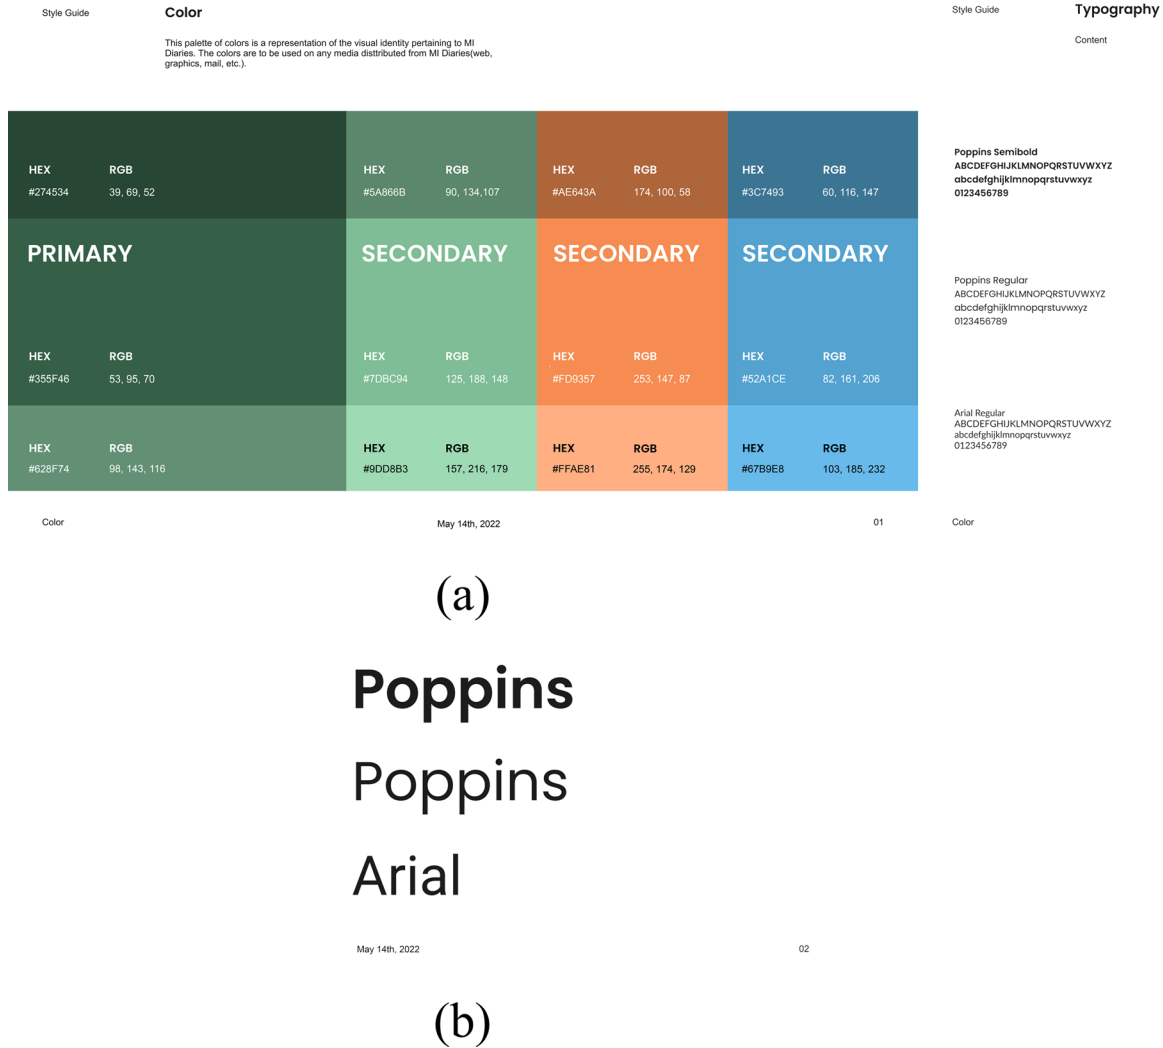 Style Guide
Color
This palette of colors is a representation of the visual identity pertaining to MI
Diaries. The colors are to be used on any media disttributed from MI Diaries(web,
graphics, mail, etc.).
HEX RGB
#274534 39, 69, 52
HEX RGB
#5A866B 90, 134,107
HEX RGB
#AE643A 174, 100, 58
HEX RGB
#3C7493 60, 116, 147
PRIMARY
HEX RGB
#355F46 53, 95, 70
SECONDARY
HEX RGB
#7DBC94 125, 188, 148
SECONDARY
HEX RGB
#FD9357 253, 147, 87
SECONDARY
HEX RGB
#52A1CE 82, 161, 206
HEX RGB
#628F74 98, 143, 116
HEX RGB
#9DD8B3 157, 216, 179
HEX RGB
#FFAE81 255, 174, 129
HEX RGB
#67B9E8 103, 185, 232
Color
May 14th, 2022
01
Style Guide
Typography
Content
Poppins Semibold
ABCDEFGHIJKLMNOPQRSTUVWXYZ
abcdefghijklmnopqrstuvwxyz
0123456789
Poppins Regular
ABCDEFGHIJKLMNOPQRSTUVWXYZ
abcdefghijklmnopqrstuvwxyz
0123456789
Arial Regular
ABCDEFGHIJKLMNOPQRSTUVWXYZ
abcdefghijklmnopqrstuvwxyz
0123456789
Color
(a)
Poppins
Poppins
Arial
May 14th, 2022
02
(b)